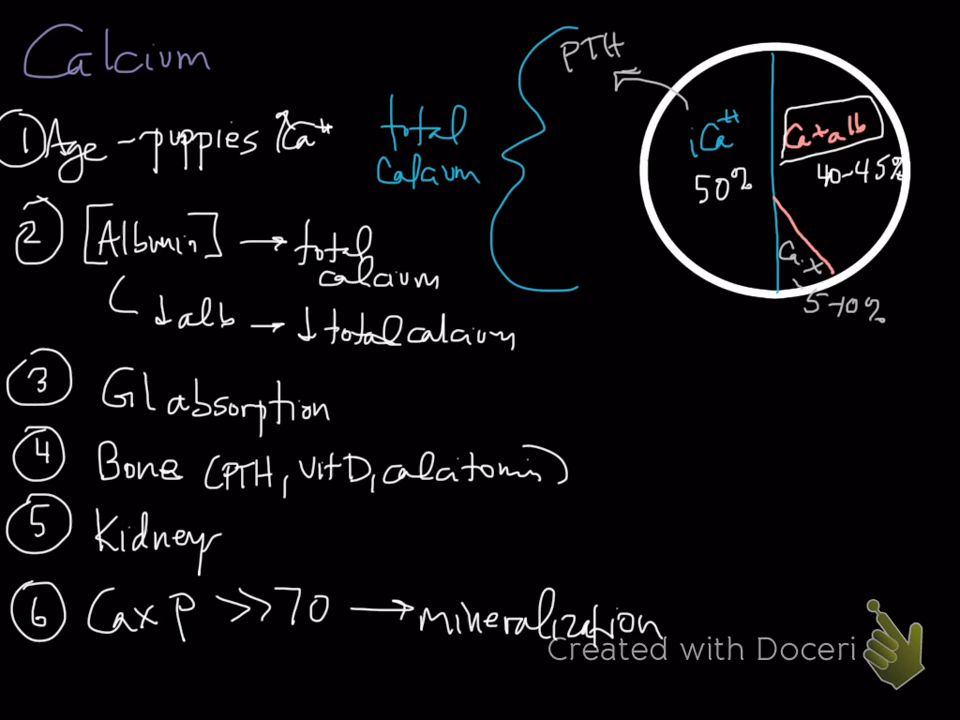 Calcium
① Age - puppies ↑Ca++
② [Albumin] → total calcium
↓alb → ↓ total calcium
③ GI absorption
④ Bone (PTH, vit D, calcitonin)
⑤ Kidney
⑥ Ca x P >>70 → mineralization
total
calcium
PTH
iCa++
50%
Ca + alb
40-45%
Ca · x
5-10%
Created with Doceri